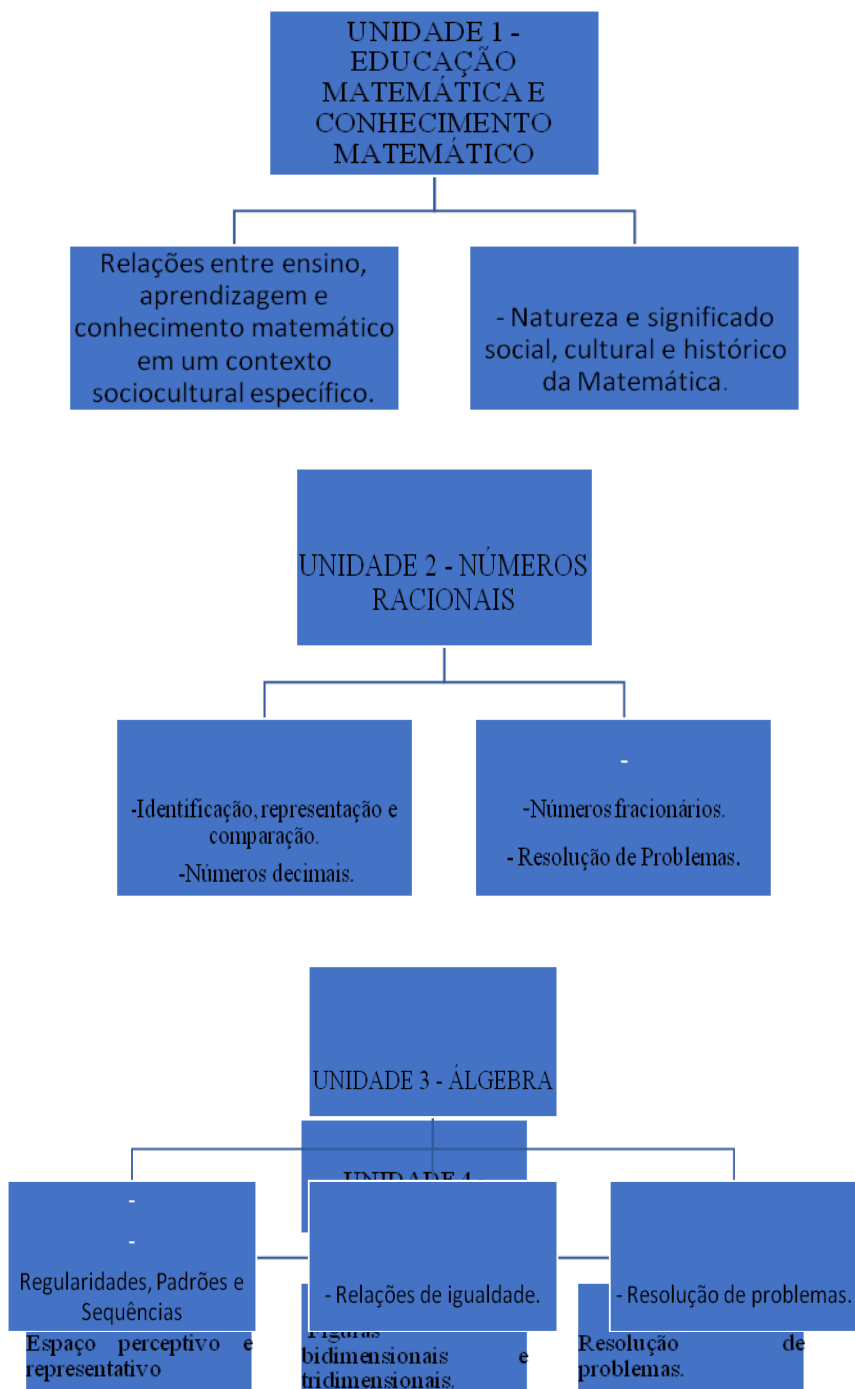 UNIDADE 1 -
EDUCAÇÃO
MATEMÁTICA E
CONHECIMENTO
MATEMÁTICO
Relações entre ensino,
aprendizagem e
conhecimento matemático
em um contexto
sociocultural específico.
- Natureza e significado
social, cultural e histórico
da Matemática.
UNIDADE 2 - NÚMEROS
RACIONAIS
-Identificação, representação e
comparação.
-Números decimais.
-
-Números fracionários.
- Resolução de Problemas.
UNIDADE 3 - ÁLGEBRA
UNIDADE 4 -
-
-
Regularidades, Padrões e
Sequências
- Relações de igualdade.
- Resolução de problemas.
Espaço perceptivo e
representativo
Figuras
bidimensionais e
tridimensionais.
Resolução de
problemas.